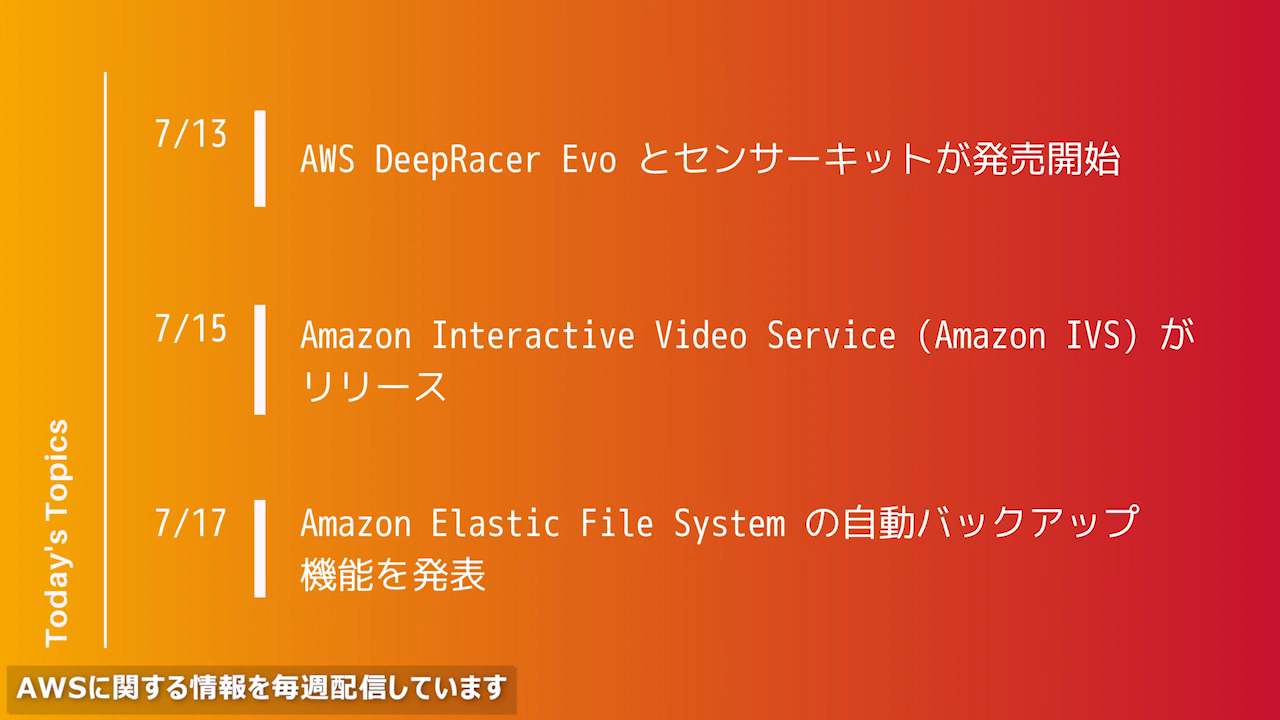 7/13
AWS DeepRacer Evo とセンサーキットが発売開始
7/15
Amazon Interactive Video Service (Amazon IVS) が
リリース
7/17
Amazon Elastic File System の自動バックアップ
機能を発表
Today's Topics
AWSに関する情報を毎週配信しています